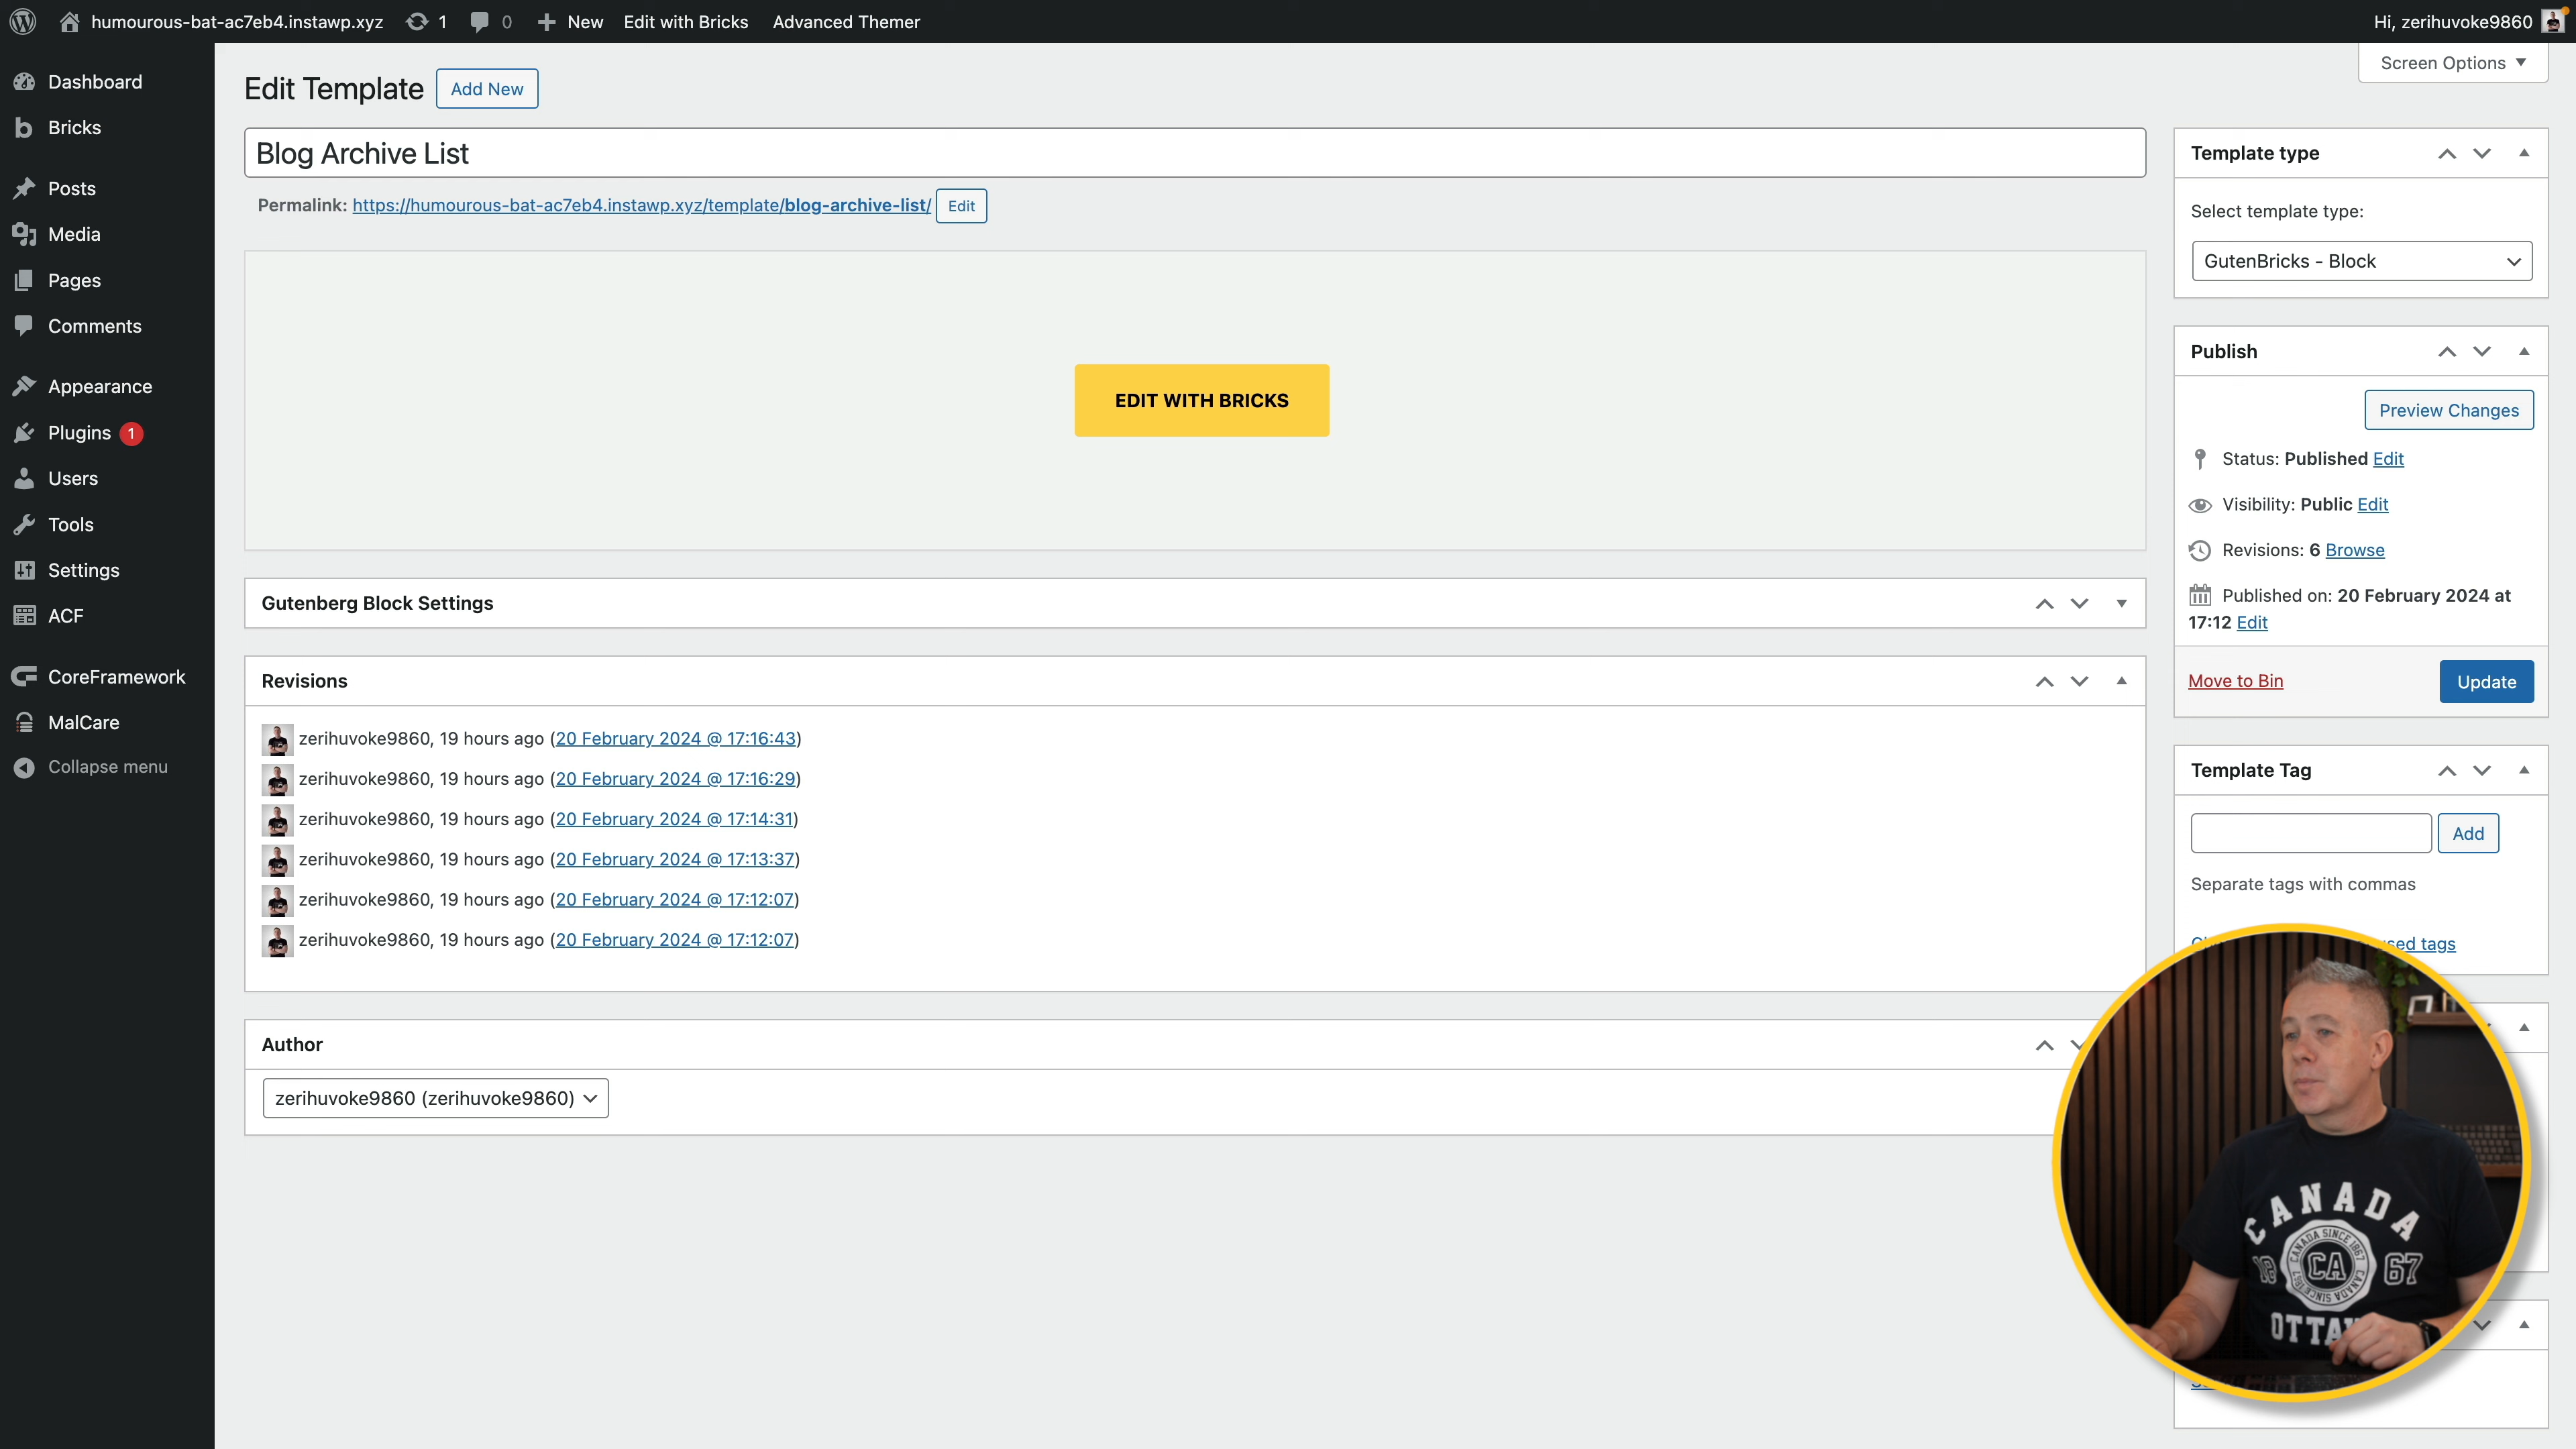 humourous-bat-ac7eb4.instawp.xyz 1 0 New Edit with Bricks Advanced Themer Hi, zerihuvoke9860
Screen Options
Dashboard
Bricks
Posts
Media
Pages
Comments
Appearance
Plugins 1
Users
Tools
Settings
ACF
CoreFramework
MalCare
Collapse menu
Edit Template Add New
Blog Archive List
Permalink: https://humourous-bat-ac7eb4.instawp.xyz/template/blog-archive-list/ Edit
EDIT WITH BRICKS
Gutenberg Block Settings
Revisions
zerihuvoke9860, 19 hours ago (20 February 2024 @ 17:16:43)
zerihuvoke9860, 19 hours ago (20 February 2024 @ 17:16:29)
zerihuvoke9860, 19 hours ago (20 February 2024 @ 17:14:31)
zerihuvoke9860, 19 hours ago (20 February 2024 @ 17:13:37)
zerihuvoke9860, 19 hours ago (20 February 2024 @ 17:12:07)
zerihuvoke9860, 19 hours ago (20 February 2024 @ 17:12:07)
Author
zerihuvoke9860 (zerihuvoke9860)
Template type
Select template type:
GutenBricks - Block
Publish
Preview Changes
Status: Published Edit
Visibility: Public Edit
Revisions: 6 Browse
Published on: 20 February 2024 at
17:12 Edit
Move to Bin Update
Template Tag
Add
Separate tags with commas
tags
CANADA
CANADA SINCE 1867
18 CA 67